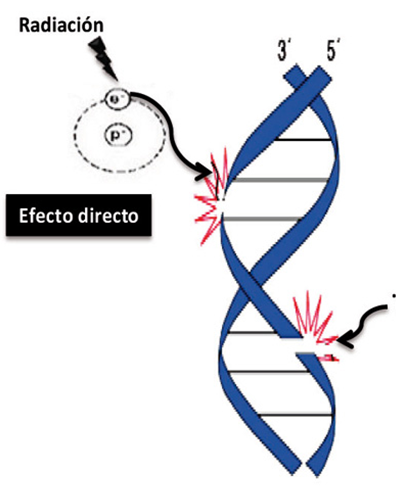 Radiación
3´ 5´
e⁻
p⁺
Efecto directo